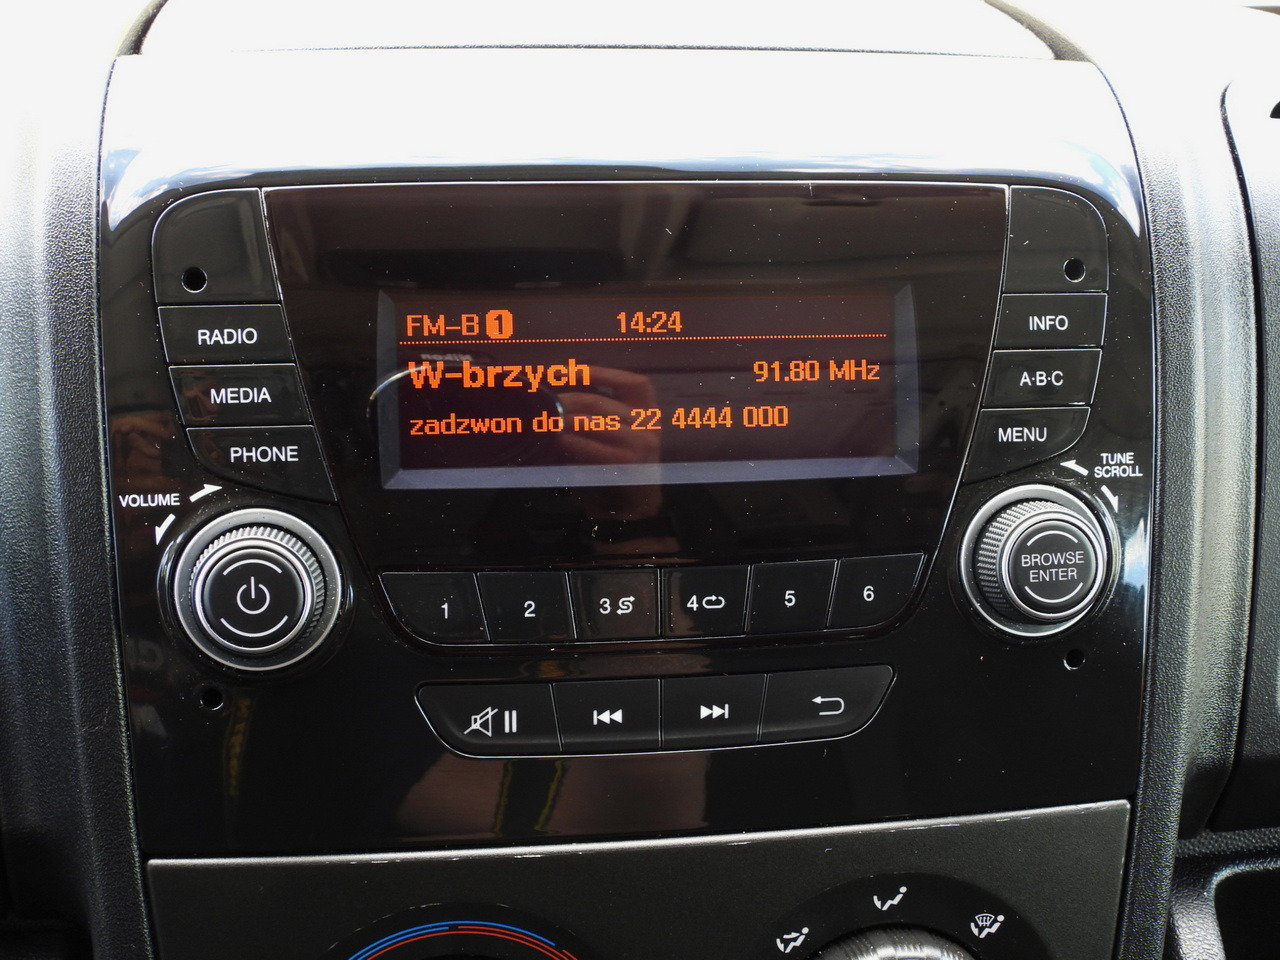 FM-B 1 14:24
W-brzych 91.80 MHz
zadzwon do nas 22 4444 000
RADIO
MEDIA
PHONE
VOLUME
INFO
A·B·C
MENU
TUNE
SCROLL
BROWSE
ENTER
1 2 3 4 5 6
Nikon